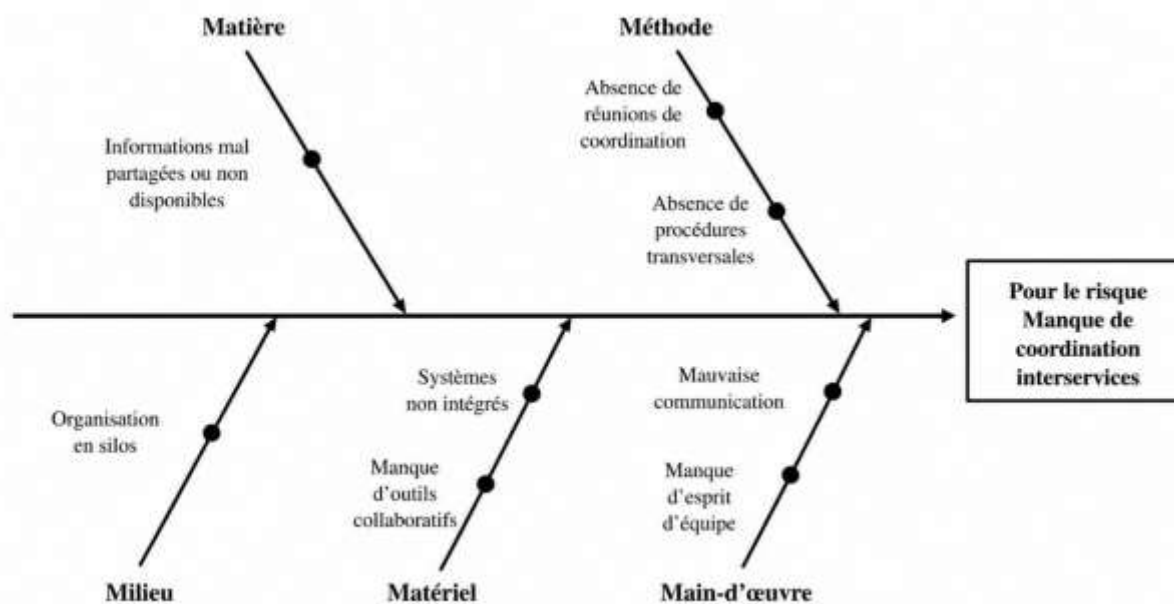 Matière
Méthode
Informations mal
partagées ou non
disponibles
Absence de
réunions de
coordination
Absence de
procédures
transversales
Pour le risque
Manque de
coordination
interservices
Organisation
en silos
Systèmes
non intégrés
Manque
d’outils
collaboratifs
Mauvaise
communication
Manque
d’esprit
d’équipe
Milieu
Matériel
Main-d’œuvre